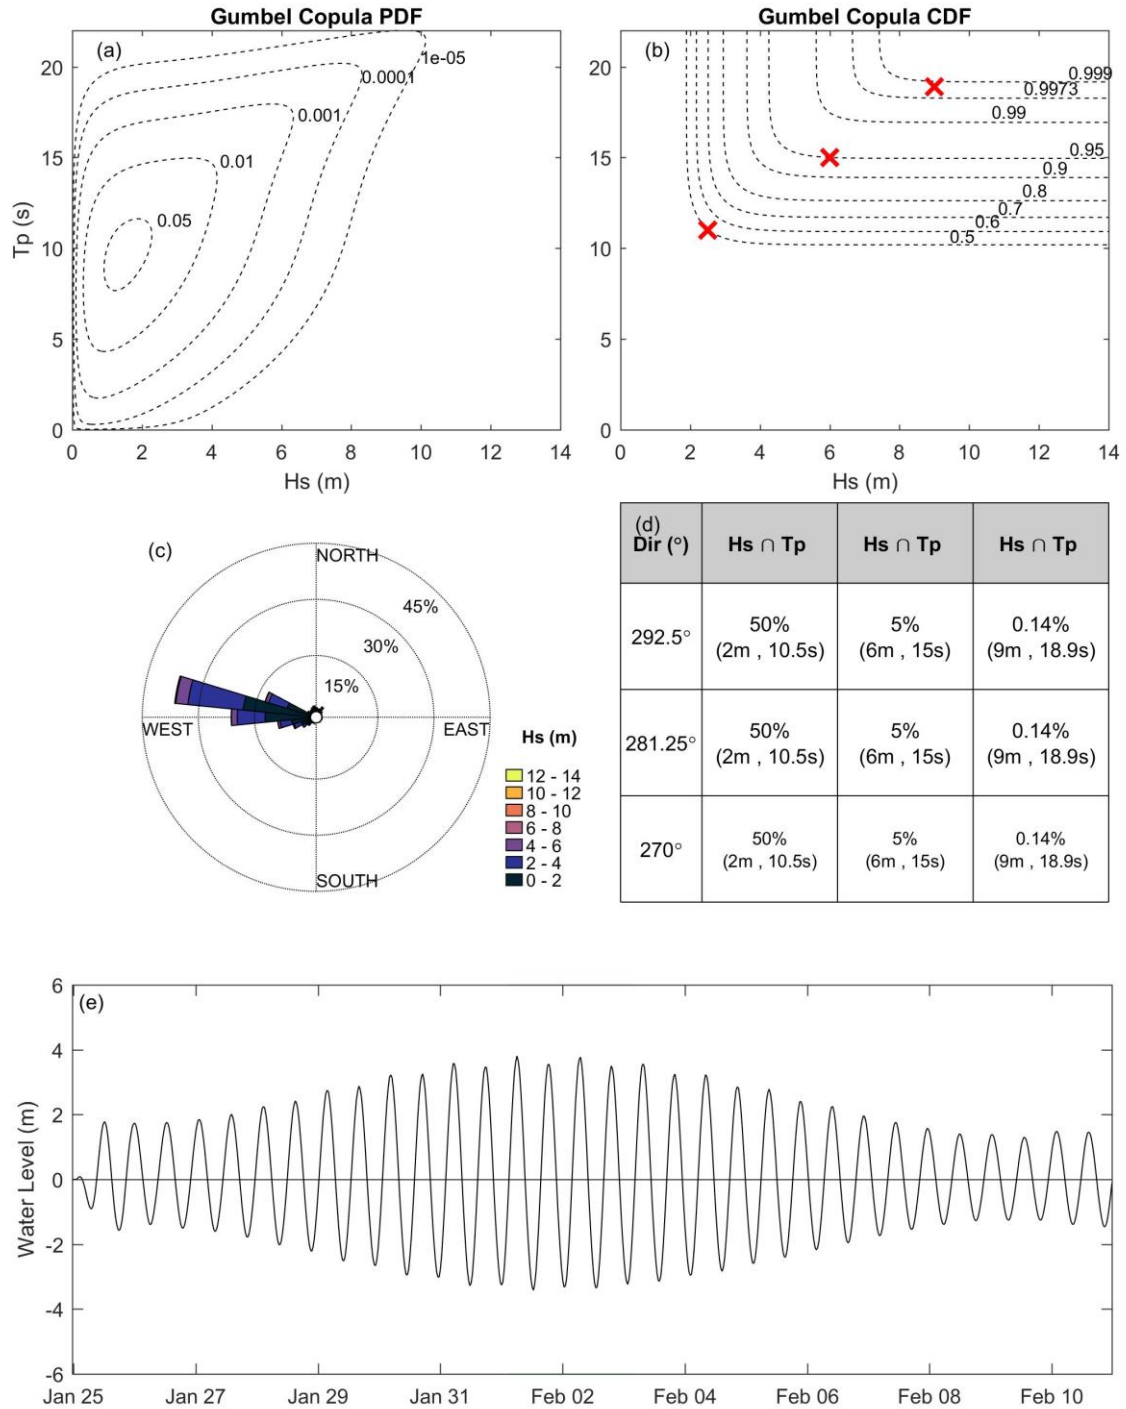 Gumbel Copula PDF
(a)
20
15
10
5
0
Tp (s)
1e-05
0.0001
0.001
0.01
0.05
0 2 4 6 8 10 12 14
Hs (m)
Gumbel Copula CDF
(b)
20
15
10
5
0
0.999
0.9973
0.99
0.95
0.9
0.8
0.7
0.6
0.5
0 2 4 6 8 10 12 14
Hs (m)
(c)
NORTH
45%
30%
15%
WEST
EAST
SOUTH
Hs (m)
12 - 14
10 - 12
8 - 10
6 - 8
4 - 6
2 - 4
0 - 2
(d)
Dir (°) Hs ∩ Tp Hs ∩ Tp Hs ∩ Tp
292.5° 50% 5% 0.14%
(2m , 10.5s) (6m , 15s) (9m , 18.9s)
281.25° 50% 5% 0.14%
(2m , 10.5s) (6m , 15s) (9m , 18.9s)
270° 50% 5% 0.14%
(2m , 10.5s) (6m , 15s) (9m , 18.9s)
(e)
6
4
2
0
-2
-4
-6
Water Level (m)
Jan 25 Jan 27 Jan 29 Jan 31 Feb 02 Feb 04 Feb 06 Feb 08 Feb 10